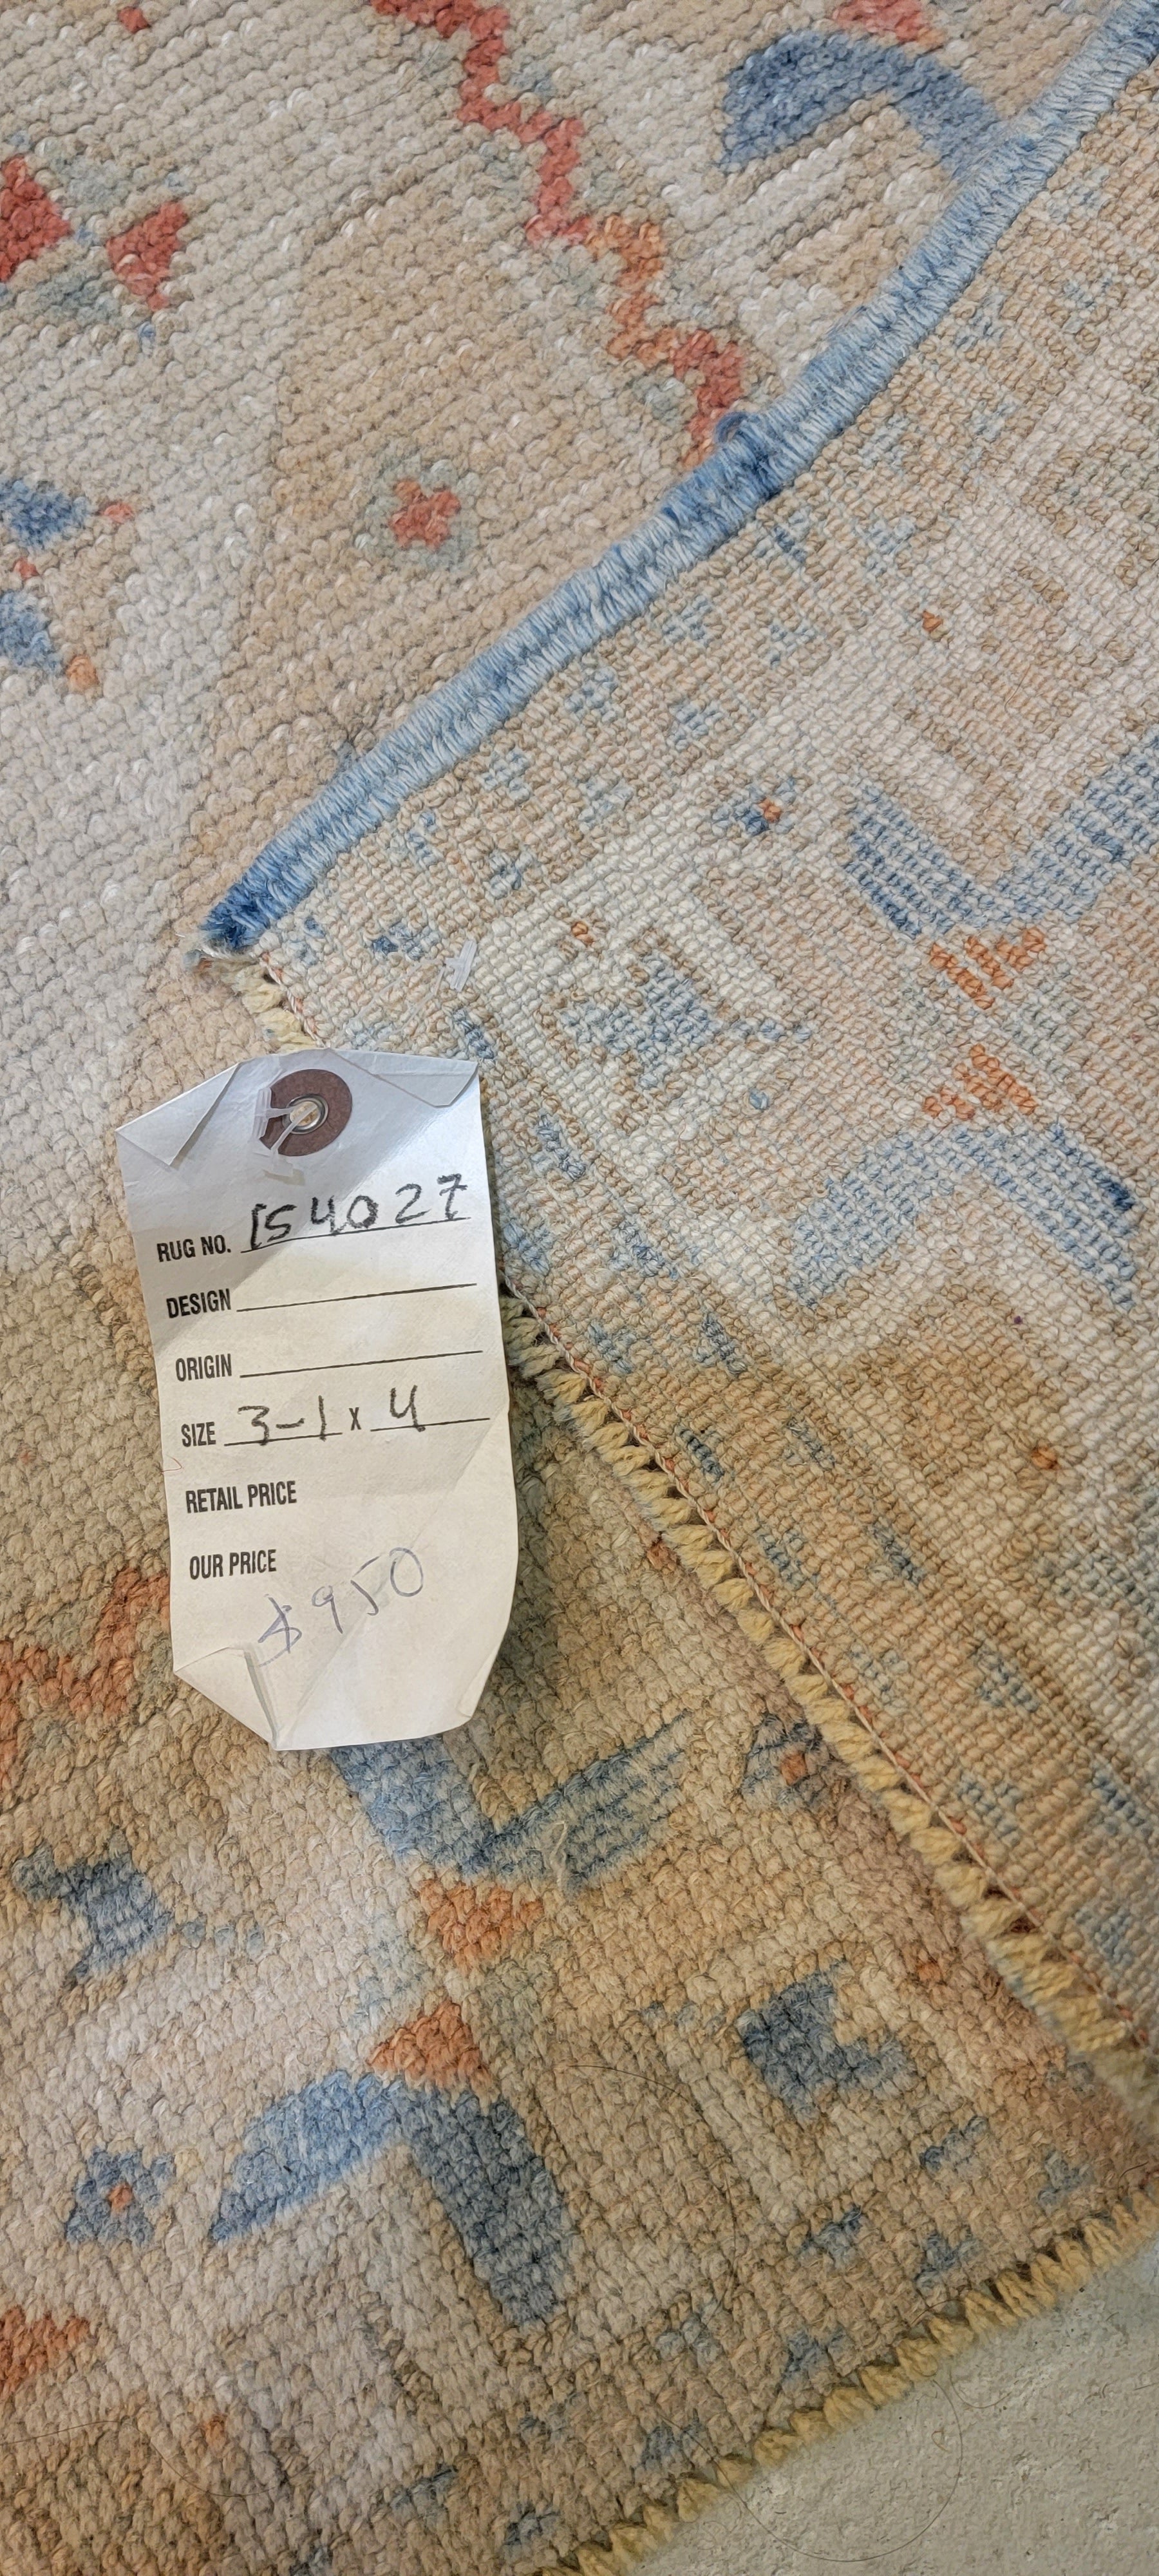 RUG NO. 154027
DESIGN
ORIGIN
SIZE 3-1 x 4
RETAIL PRICE
OUR PRICE
$950